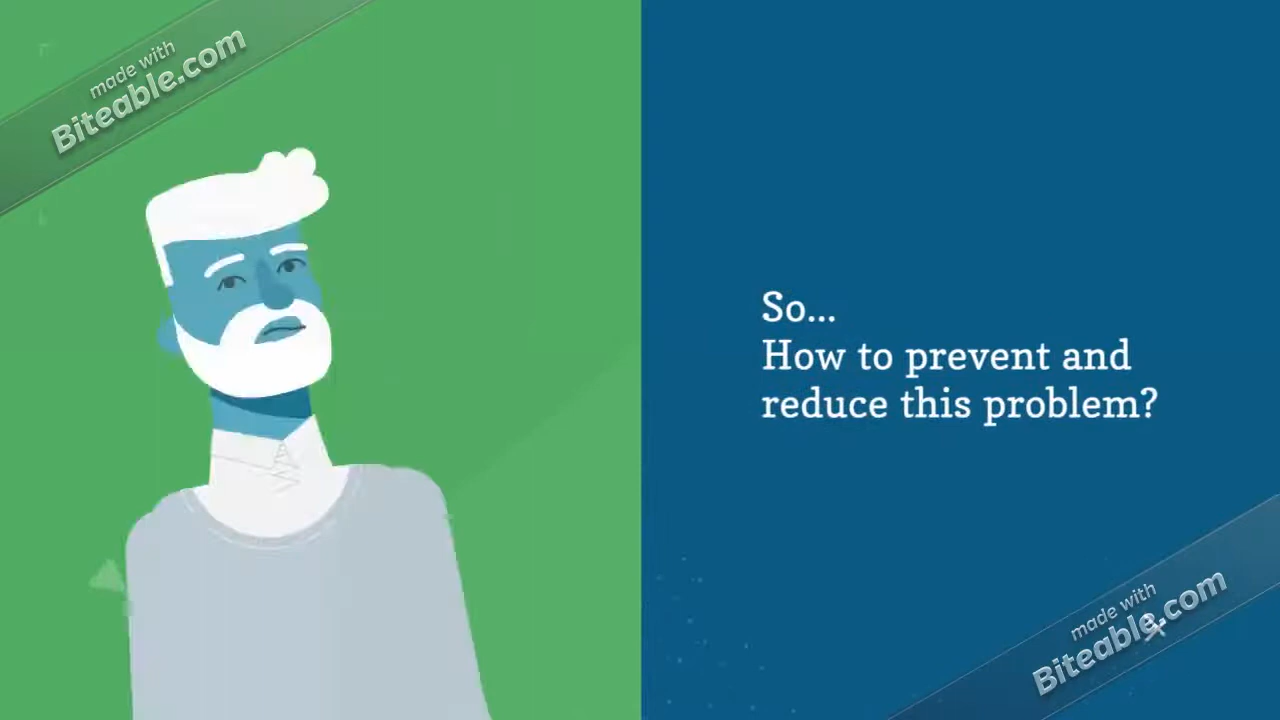 made with
Biteable.com
So...
How to prevent and
reduce this problem?
made with
Biteable.com